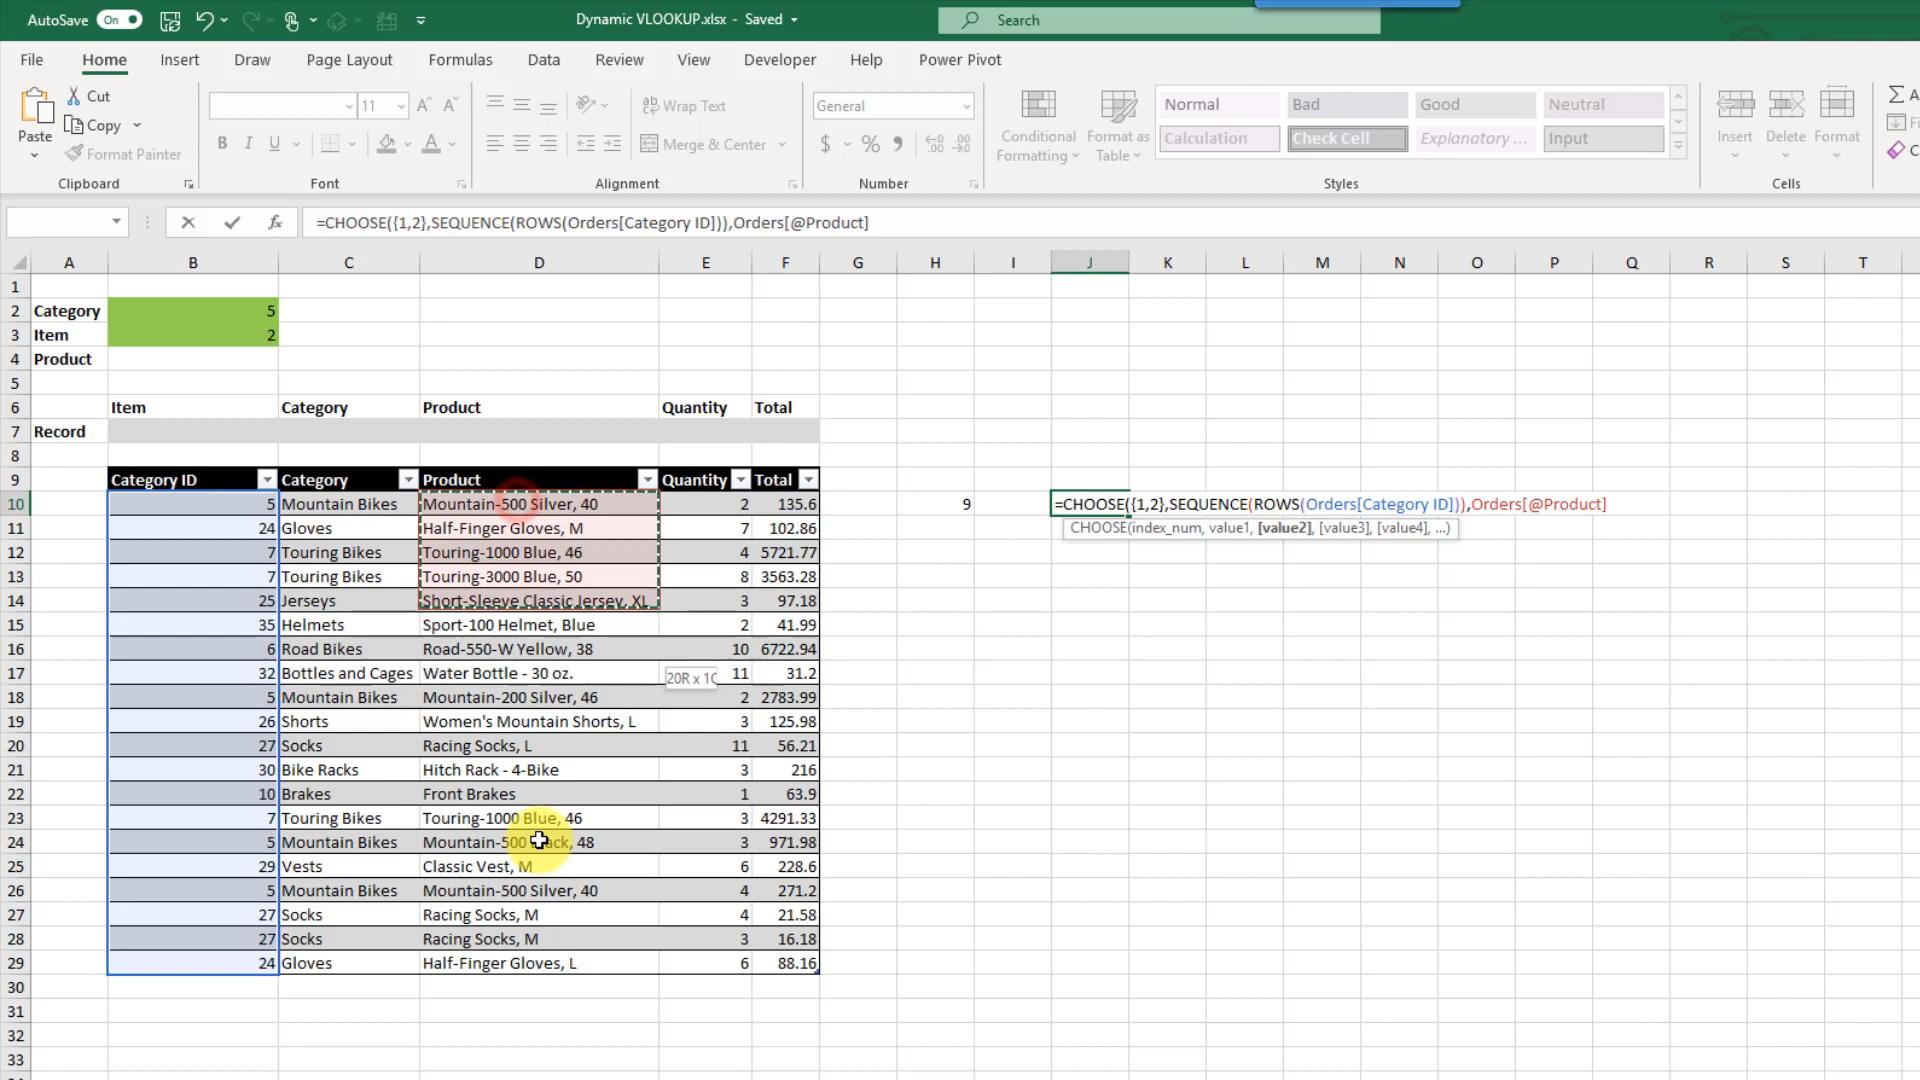 AutoSave On Dynamic VLOOKUP.xlsx - Saved Search
File Home Insert Draw Page Layout Formulas Data Review View Developer Help Power Pivot
Paste Cut Copy Format Painter Clipboard
11 B I U Font
Wrap Text Merge & Center Alignment
General $ % Number
Conditional Formatting Format as Table
Normal Bad Good Neutral
Calculation Check Cell Explanatory ... Input
Styles
Insert Delete Format Cells
=CHOOSE({1,2},SEQUENCE(ROWS(Orders[Category ID])),Orders[@Product]
A B C D E F G H I J K L M N O P Q R S T
1
2 Category 5
3 Item 2
4 Product
5
6 Item Category Product Quantity Total
7 Record
8
9 Category ID Category Product Quantity Total
10 5 Mountain Bikes Mountain-500 Silver, 40 2 135.6 9 =CHOOSE({1,2},SEQUENCE(ROWS(Orders[Category ID])),Orders[@Product]
11 24 Gloves Half-Finger Gloves, M 7 102.86 CHOOSE(index_num, value1, [value2], [value3], [value4], ...)
12 7 Touring Bikes Touring-1000 Blue, 46 4 5721.77
13 7 Touring Bikes Touring-3000 Blue, 50 8 3563.28
14 25 Jerseys Short-Sleeve Classic Jersey, XL 3 97.18
15 35 Helmets Sport-100 Helmet, Blue 2 41.99
16 6 Road Bikes Road-550-W Yellow, 38 10 6722.94
17 32 Bottles and Cages Water Bottle - 30 oz. 20R x 1C 11 31.2
18 5 Mountain Bikes Mountain-200 Silver, 46 2 2783.99
19 26 Shorts Women's Mountain Shorts, L 3 125.98
20 27 Socks Racing Socks, L 11 56.21
21 30 Bike Racks Hitch Rack - 4-Bike 3 216
22 10 Brakes Front Brakes 1 63.9
23 7 Touring Bikes Touring-1000 Blue, 46 3 4291.33
24 5 Mountain Bikes Mountain-500 Black, 48 3 971.98
25 29 Vests Classic Vest, M 6 228.6
26 5 Mountain Bikes Mountain-500 Silver, 40 4 271.2
27 27 Socks Racing Socks, M 4 21.58
28 27 Socks Racing Socks, M 3 16.18
29 24 Gloves Half-Finger Gloves, L 6 88.16
30
31
32
33